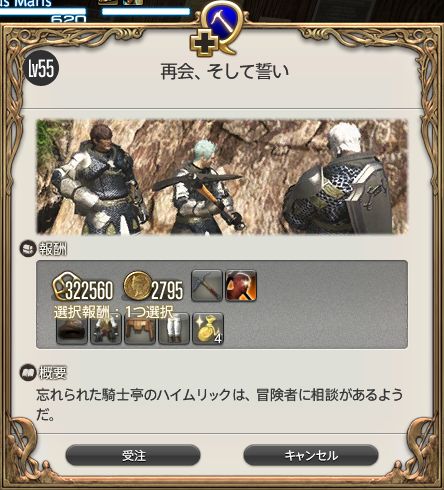 us Maris
620
Lv55
再会、そして誓い
報酬
322560 2795
選択報酬：1つ選択
4
概要
忘れられた騎士亭のハイムリックは、冒険者に相談があるよう
だ。
受注 キャンセル